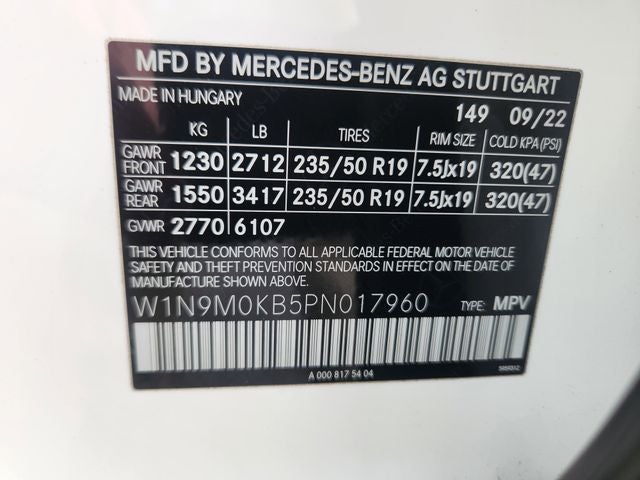 MFD BY MERCEDES-BENZ AG STUTTGART
MADE IN HUNGARY 149 09/22
KG LB TIRES RIM SIZE COLD KPA (PSI)
GAWR FRONT 1230 2712 235/50 R19 7.5Jx19 320(47)
GAWR REAR 1550 3417 235/50 R19 7.5Jx19 320(47)
GVWR 2770 6107
THIS VEHICLE CONFORMS TO ALL APPLICABLE FEDERAL MOTOR VEHICLE
SAFETY AND THEFT PREVENTION STANDARDS IN EFFECT ON THE DATE OF
MANUFACTURE SHOWN ABOVE.
W1N9M0KB5PN017960 TYPE: MPV
A 000 817 54 04